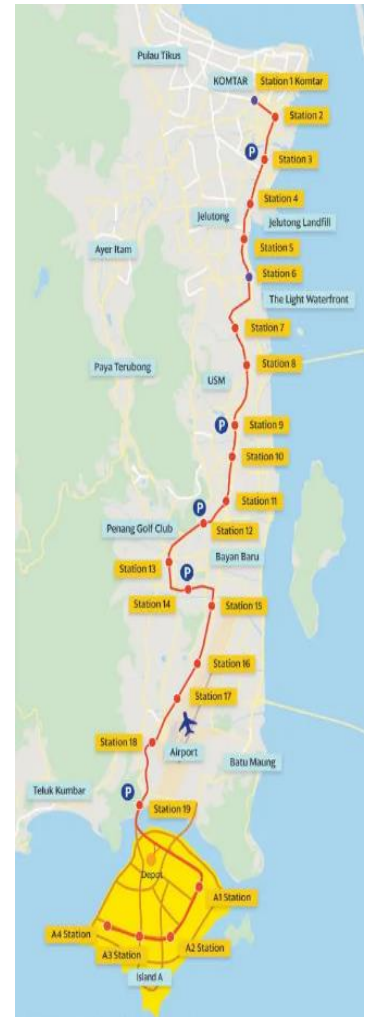 Pulau Tikus
KOMTAR
Station 1 Komtar
Station 2
P
Station 3
Station 4
Jelutong
Jelutong Landfill
Station 5
Ayer Itam
Station 6
The Light Waterfront
Station 7
Paya Terubong
Station 8
USM
P
Station 9
Station 10
P
Station 11
Penang Golf Club
Station 12
Bayan Baru
Station 13
P
Station 14
Station 15
Station 16
Station 17
Station 18
Airport
Batu Maung
Teluk Kumbar
P
Station 19
Depot
A1 Station
A4 Station
A3 Station
A2 Station
Island A